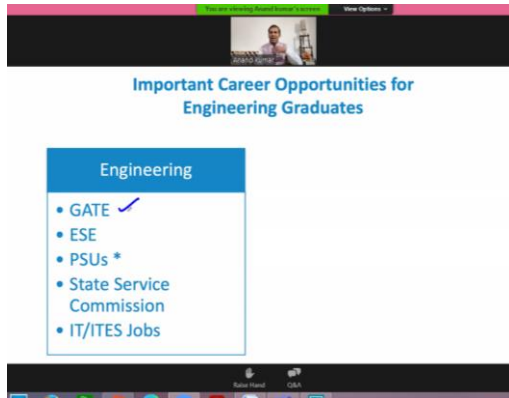 You are viewing Anand kumar's screen View Options
Anand Kumar
Important Career Opportunities for
Engineering Graduates
Engineering
• GATE
• ESE
• PSUs *
• State Service
Commission
• IT/ITES Jobs
Raise Hand Q&A